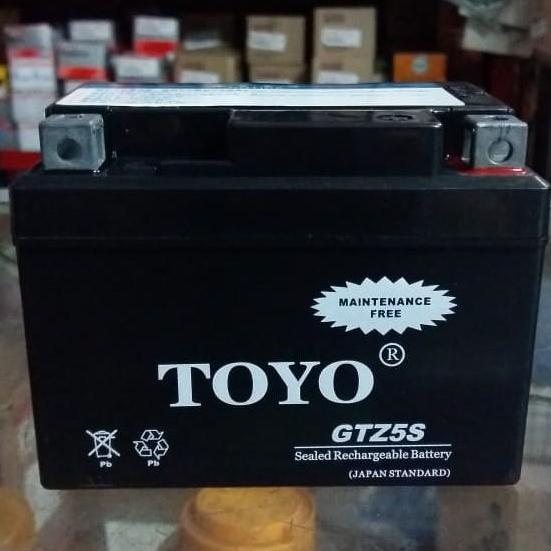 MAINTENANCE
FREE
TOYO®
GTZ5S
Sealed Rechargeable Battery
(JAPAN STANDARD)
Pb
Pb